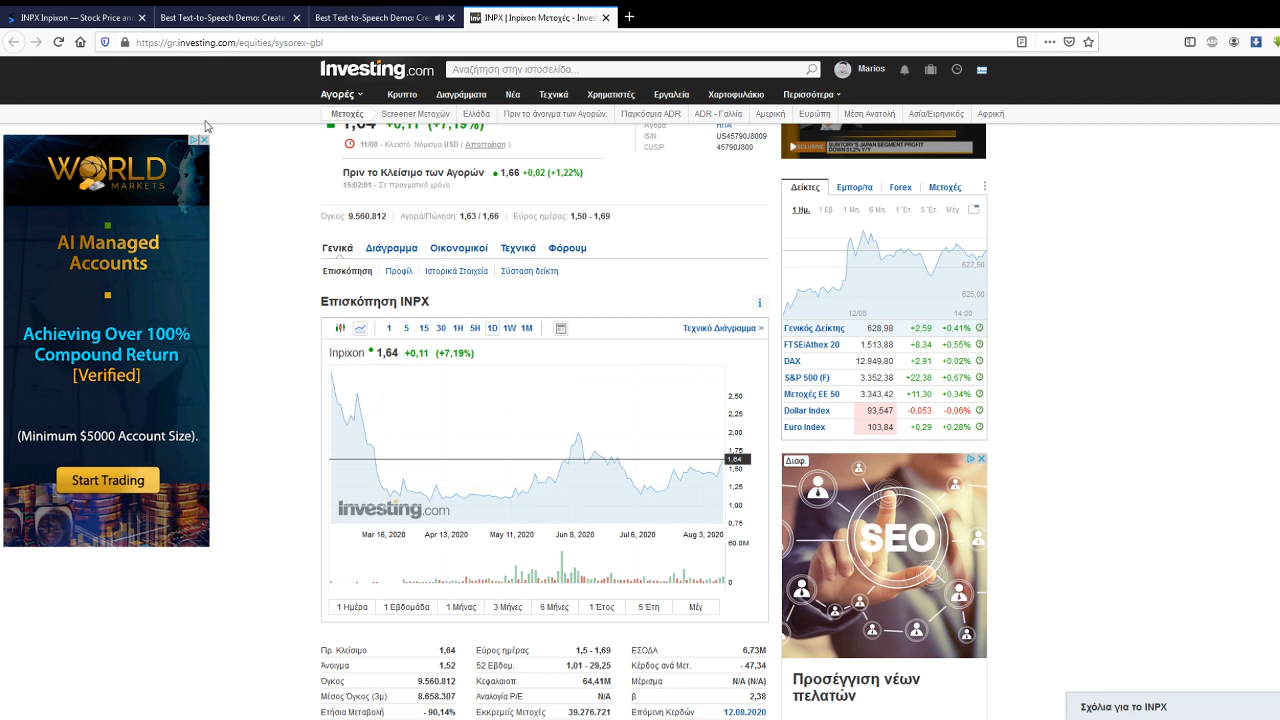 INPX Inpixon — Stock Price and
Best Text-to-Speech Demo: Create
Best Text-to-Speech Demo: Cre
INPX | Inpixon Μετοχές - Inves
https://gr.investing.com/equities/sysorex-gbl
Investing.com
Αναζήτηση στην ιστοσελίδα...
Marios
Αγορές Κρυπτο Διαγράμματα Νέα Τεχνικά Χρηματιστές Εργαλεία Χαρτοφυλάκιο Περισσότερα
Μετοχές Screener Μετοχών Ελλάδα Πριν το άνοιγμα των Αγορών. Παγκόσμια ADR ADR - Γαλλία Αμερική Ευρώπη Μέση Ανατολή Ασία/Ειρηνικός Αφρική
1,64 +0,11 (+7,19%)
11/08 - Κλειστό. Νόμισμα USD ( Αποποίηση )
Αγορά: ΗΠΑ
ISIN: US45790J8009
CUSIP: 45790J800
Πριν το Κλείσιμο των Αγορών 1,66 +0,02 (+1,22%)
15:02:01 - Σε πραγματικό χρόνο
Όγκος: 9.560.812 Αγορά/Πώληση: 1,63 / 1,66 Εύρος ημέρας: 1,50 - 1,69
Γενικά Διάγραμμα Οικονομικοί Τεχνικά Φόρουμ
Επισκόπηση Προφίλ Ιστορικά Στοιχεία Σύσταση δείκτη
Επισκόπηση INPX
1 5 15 30 1H 5H 1D 1W 1M
Τεχνικό Διάγραμμα »
Inpixon 1,64 +0,11 (+7,19%)
2,50
2,25
2,00
1,75
1,64
1,50
1,00
0,75
Investing.com
Mar 16, 2020 Apr 13, 2020 May 11, 2020 Jun 8, 2020 Jul 6, 2020 Aug 3, 2020
60.0M
0
1 Ημέρα 1 Εβδομάδα 1 Μήνας 3 Μήνες 6 Μήνες 1 Έτος 5 Έτη Μέγ
Πρ. Κλείσιμο 1,64 Εύρος ημέρας 1,5 - 1,69 ΕΣΟΔΑ 6,73M
Άνοιγμα 1,52 52 Εβδομ. 1,01 - 29,25 Κέρδος ανά Μετ. - 47,34
Όγκος 9.560.812 Κεφαλαιοπ. 64,41M Μέρισμα N/A (N/A)
Μέσος Όγκος (3μ) 8.658.307 Αναλογία P/E N/A β 2,38
Ετήσια Μεταβολή - 90,14% Εκκρεμείς Μετοχές 39.276.721 Επόμενη Κερδών 12.08.2020
WORLD
MARKETS
AI Managed
Accounts
Achieving Over 100%
Compound Return
[Verified]
(Minimum $5000 Account Size).
Start Trading
EXCLUSIVE
SUNTORY'S JAPAN SEGMENT PROFIT
DOWN 51.2% Y/Y
Δείκτες Εμπορ/τα Forex Μετοχές
1 Ημ. 1 Εβ. 1 Μη. 6 Μη. 1 Έτ. 5 Έτ. Μέγ
627,50
625,00
12/08 14:00
Γενικός Δείκτης 628,98 +2,59 +0,41%
FTSE/Athex 20 1.513,88 +8,34 +0,55%
DAX 12.949,80 +2,91 +0,02%
S&P 500 (F) 3.352,38 +22,38 +0,67%
Μετοχές ΕΕ 50 3.343,42 +11,30 +0,34%
Dollar Index 93,547 -0,053 -0,06%
Euro Index 103,84 +0,29 +0,28%
Διαφ.
SEO
Προσέγγιση νέων
πελατών
Σχόλια για το INPX